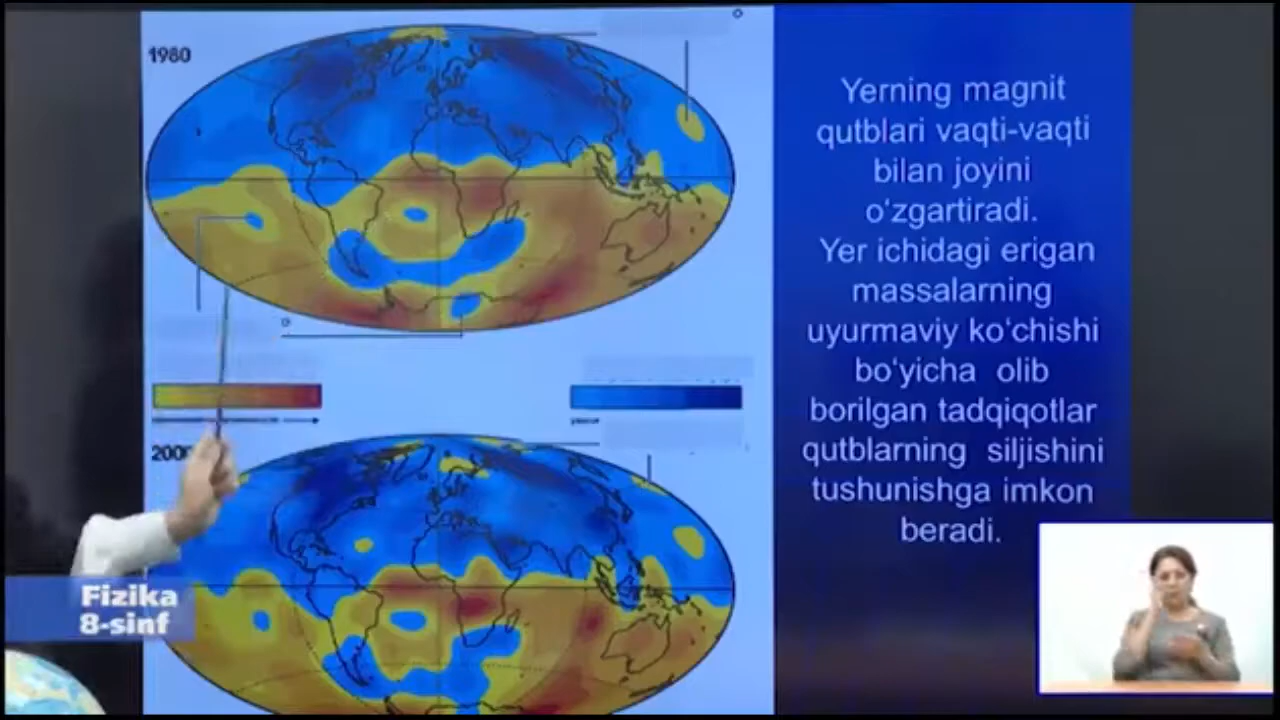 1980
2000
Yerning magnit
qutblari vaqti-vaqti
bilan joyini
o‘zgartiradi.
Yer ichidagi erigan
massalarning
uyurmaviy ko‘chishi
bo‘yicha olib
borilgan tadqiqotlar
qutblarning siljishini
tushunishga imkon
beradi.
Fizika
8-sinf